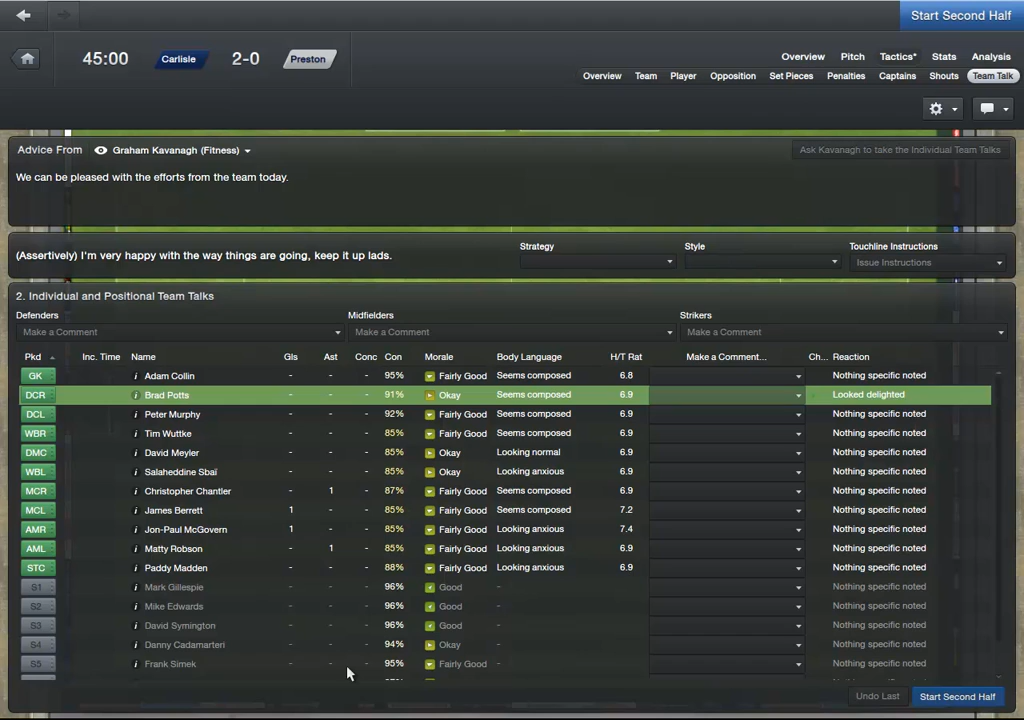 Start Second Half
45:00 Carlisle 2-0 Preston
Overview Pitch Tactics* Stats Analysis
Overview Team Player Opposition Set Pieces Penalties Captains Shouts Team Talk
Advice From Graham Kavanagh (Fitness) Ask Kavanagh to take the Individual Team Talks
We can be pleased with the efforts from the team today.
Strategy Style Touchline Instructions
(Assertively) I'm very happy with the way things are going, keep it up lads. Issue Instructions
2. Individual and Positional Team Talks
Defenders Midfielders Strikers
Make a Comment Make a Comment Make a Comment
Pkd Inc. Time Name Gls Ast Conc Con Morale Body Language H/T Rat Make a Comment... Ch... Reaction
GK i Adam Collin - - - 95% Fairly Good Seems composed 6.8 Nothing specific noted
DCR i Brad Potts - - - 91% Okay Seems composed 6.9 Looked delighted
DCL i Peter Murphy - - - 92% Fairly Good Seems composed 6.9 Nothing specific noted
WBR i Tim Wuttke - - - 85% Fairly Good Seems composed 6.9 Nothing specific noted
DMC i David Meyler - - - 85% Okay Looking normal 6.9 Nothing specific noted
WBL i Salaheddine Sbaï - - - 85% Okay Looking anxious 6.9 Nothing specific noted
MCR i Christopher Chantler - 1 - 87% Fairly Good Seems composed 6.9 Nothing specific noted
MCL i James Berrett 1 - - 85% Fairly Good Seems composed 7.2 Nothing specific noted
AMR i Jon-Paul McGovern 1 - - 85% Fairly Good Looking anxious 7.4 Nothing specific noted
AML i Matty Robson - 1 - 85% Fairly Good Looking anxious 6.9 Nothing specific noted
STC i Paddy Madden - - - 88% Fairly Good Looking anxious 6.9 Nothing specific noted
S1 i Mark Gillespie - - - 96% Good - Nothing specific noted
S2 i Mike Edwards - - - 96% Good - Nothing specific noted
S3 i David Symington - - - 96% Good - Nothing specific noted
S4 i Danny Cadamarteri - - - 94% Okay - Nothing specific noted
S5 i Frank Simek - - - 95% Fairly Good - Nothing specific noted
Undo Last Start Second Half